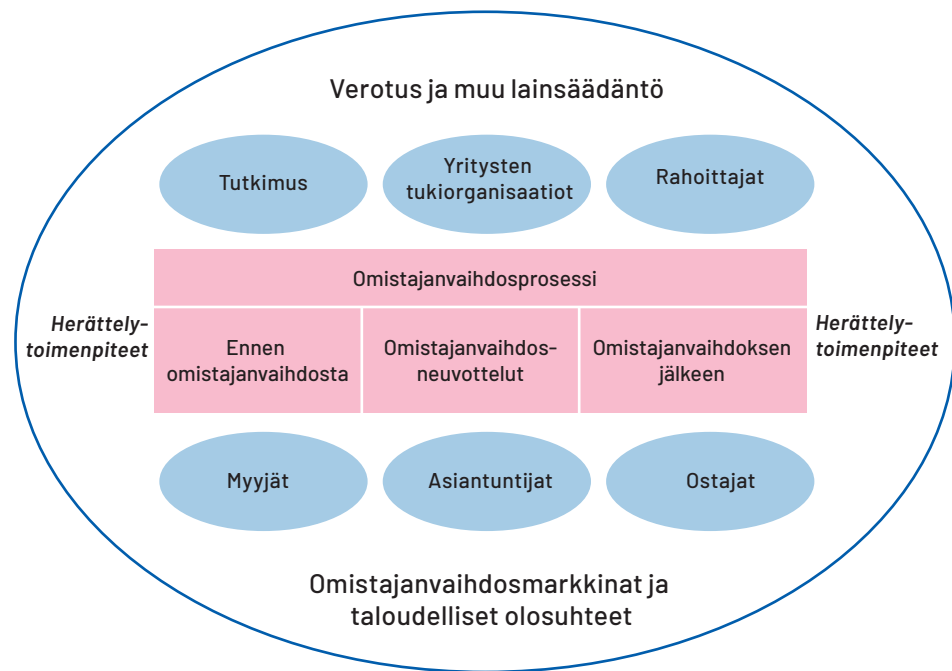 Verotus ja muu lainsäädäntö
Tutkimus
Yritysten
tukiorganisaatiot
Rahoittajat
Omistajanvaihdosprosessi
Herättely-
toimenpiteet
Ennen
omistajanvaihdosta
Omistajanvaihdos-
neuvottelut
Omistajanvaihdoksen
jälkeen
Herättely-
toimenpiteet
Myyjät
Asiantuntijat
Ostajat
Omistajanvaihdosmarkkinat ja
taloudelliset olosuhteet